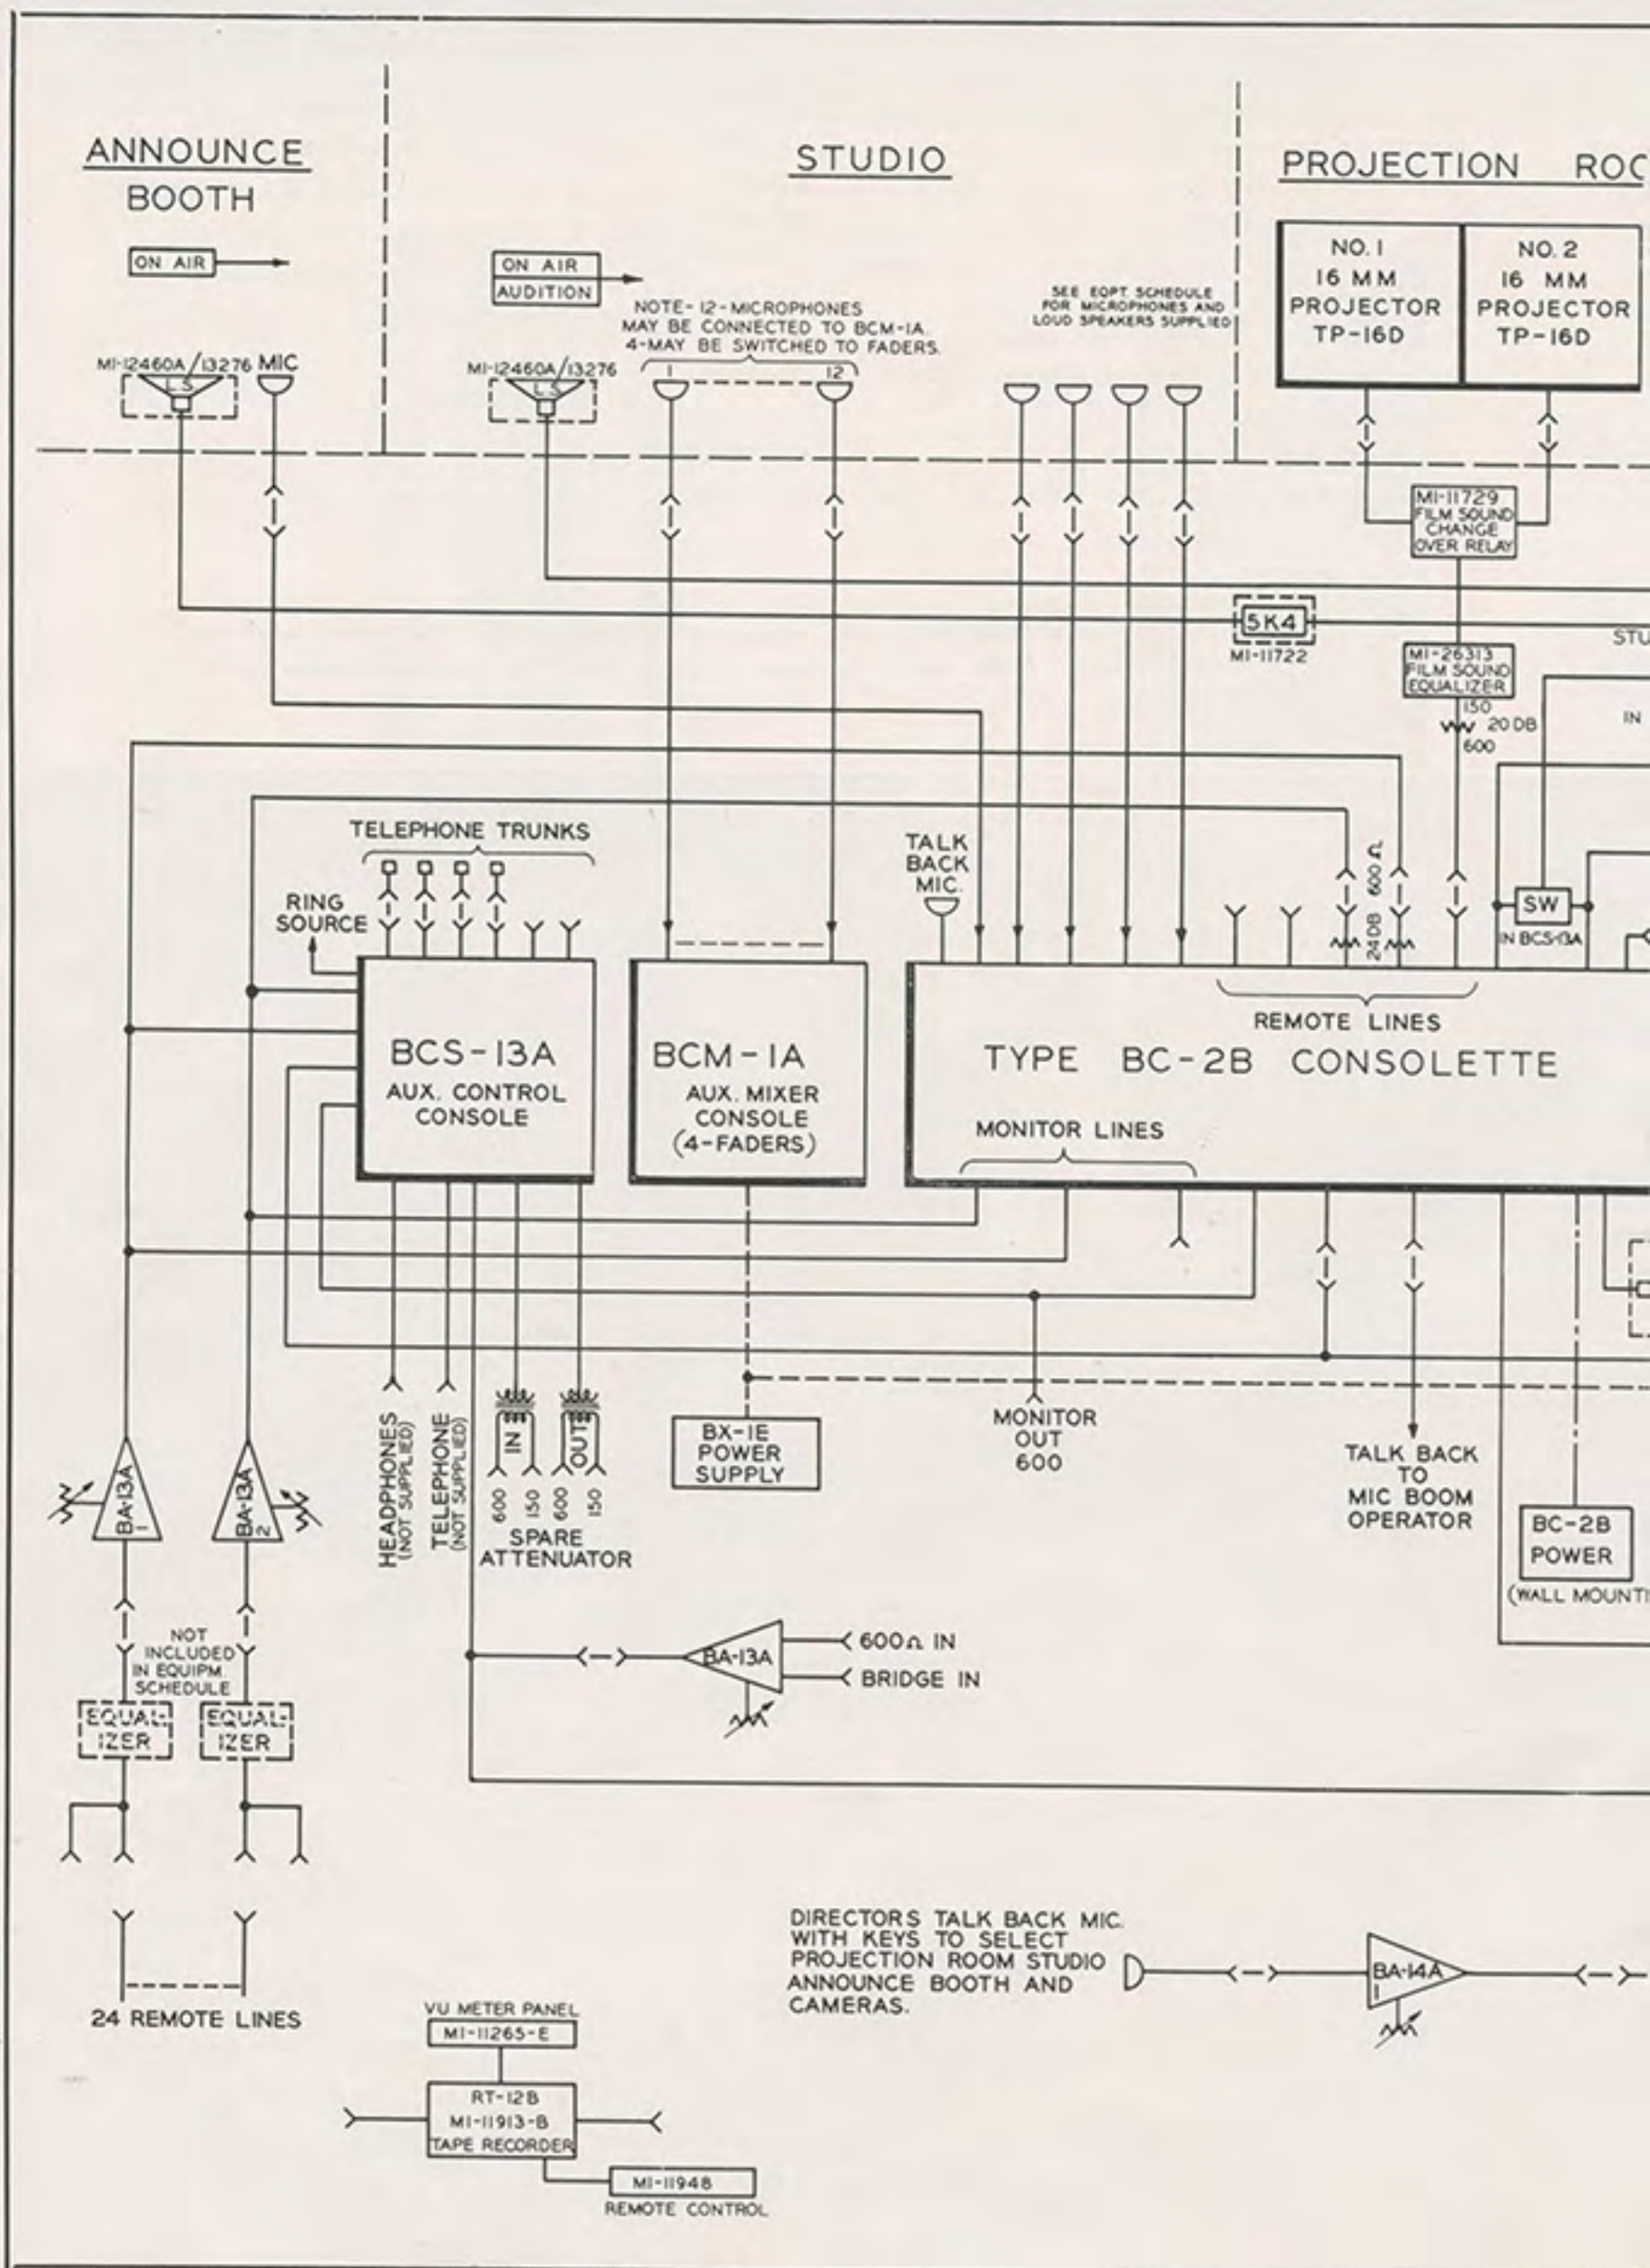 ANNOUNCE
BOOTH
STUDIO
PROJECTION ROO
ON AIR
ON AIR
AUDITION
NOTE-12-MICROPHONES
MAY BE CONNECTED TO BCM-1A.
4-MAY BE SWITCHED TO FADERS.
1
12
SEE EQPT. SCHEDULE
FOR MICROPHONES AND
LOUD SPEAKERS SUPPLIED
NO. 1
16 MM
PROJECTOR
TP-16D
NO. 2
16 MM
PROJECTOR
TP-16D
MI-12460A/13276
L S
MIC
MI-12460A/13276
L S
MI-11729
FILM SOUND
CHANGE
OVER RELAY
5K4
MI-11722
STU
MI-26313
FILM SOUND
EQUALIZER
150
20 DB
600
IN
TELEPHONE TRUNKS
RING
SOURCE
TALK
BACK
MIC.
24DB 600Ω
SW
IN BCS-13A
REMOTE LINES
BCS-13A
AUX. CONTROL
CONSOLE
BCM-1A
AUX. MIXER
CONSOLE
(4-FADERS)
TYPE BC-2B CONSOLETTE
MONITOR LINES
HEADPHONES
(NOT SUPPLIED)
TELEPHONE
(NOT SUPPLIED)
IN
OUT
600
150
600
150
SPARE
ATTENUATOR
BX-1E
POWER
SUPPLY
MONITOR
OUT
600
TALK BACK
TO
MIC BOOM
OPERATOR
BC-2B
POWER
(WALL MOUNTI
BA-13A
1
BA-13A
2
NOT
INCLUDED
IN EQUIPM.
SCHEDULE
BA-13A
600Ω IN
BRIDGE IN
EQUAL-
IZER
EQUAL-
IZER
24 REMOTE LINES
DIRECTORS TALK BACK MIC.
WITH KEYS TO SELECT
PROJECTION ROOM STUDIO
ANNOUNCE BOOTH AND
CAMERAS.
BA-14A
1
VU METER PANEL
MI-11265-E
RT-12B
MI-11913-B
TAPE RECORDER
MI-11948
REMOTE CONTROL